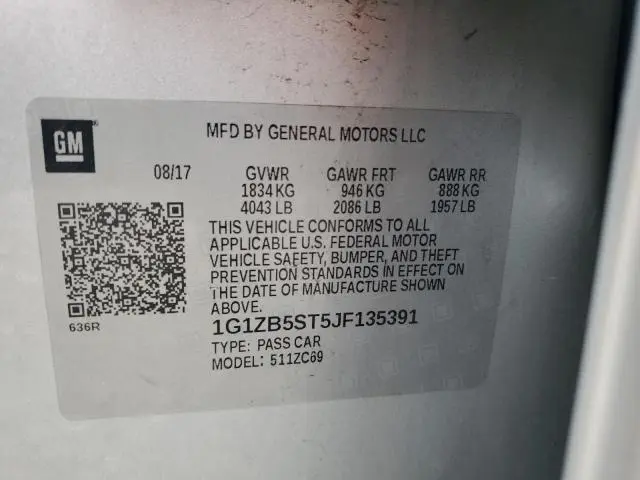 GM
MFD BY GENERAL MOTORS LLC
08/17 GVWR GAWR FRT GAWR RR
1834 KG 946 KG 888 KG
4043 LB 2086 LB 1957 LB
THIS VEHICLE CONFORMS TO ALL
APPLICABLE U.S. FEDERAL MOTOR
VEHICLE SAFETY, BUMPER, AND THEFT
PREVENTION STANDARDS IN EFFECT ON
THE DATE OF MANUFACTURE SHOWN
ABOVE.
636R
1G1ZB5ST5JF135391
TYPE: PASS CAR
MODEL: 511ZC69